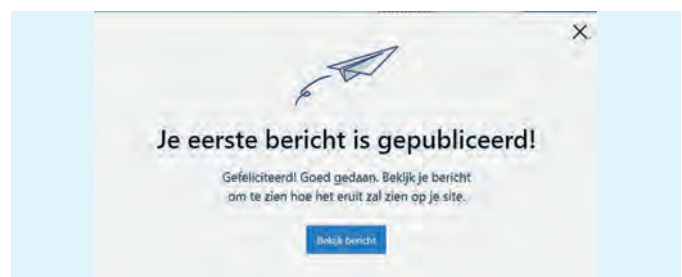 Je eerste bericht is gepubliceerd!
Gefeliciteerd! Goed gedaan. Bekijk je bericht
om te zien hoe het eruit zal zien op je site.
Bekijk bericht